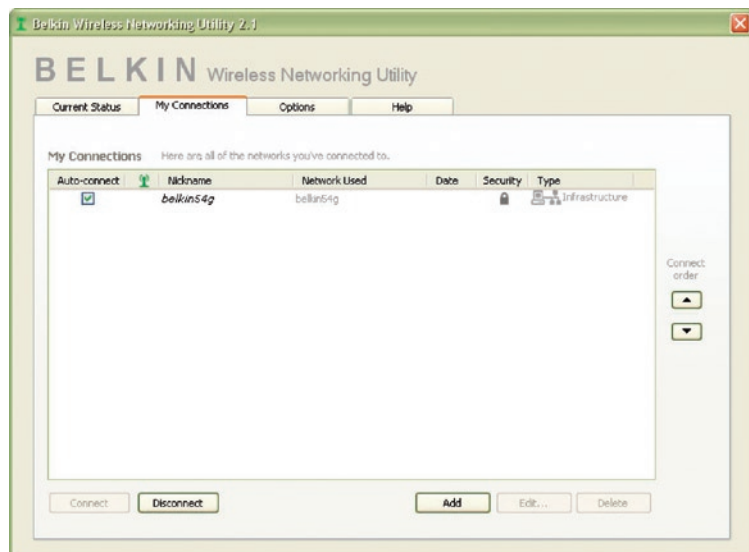 Belkin Wireless Networking Utility 2.1
BELKIN Wireless Networking Utility
Current Status My Connections Options Help
My Connections Here are all of the networks you've connected to.
Auto-connect Nickname Network Used Date Security Type
belkin54g belkin54g Infrastructure
Connect order
Connect Disconnect Add Edit... Delete